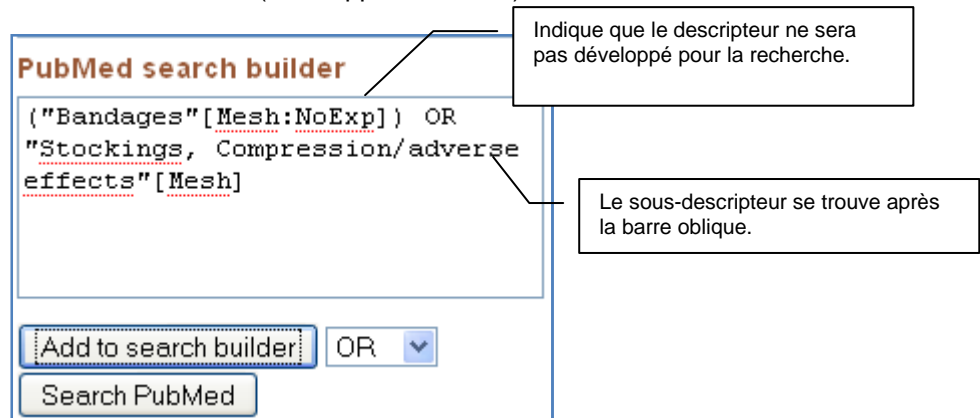 Indique que le descripteur ne sera
pas développé pour la recherche.
PubMed search builder
("Bandages"[Mesh:NoExp]) OR
"Stockings, Compression/adverse
effects"[Mesh]
Le sous-descripteur se trouve après
la barre oblique.
Add to search builder OR
Search PubMed